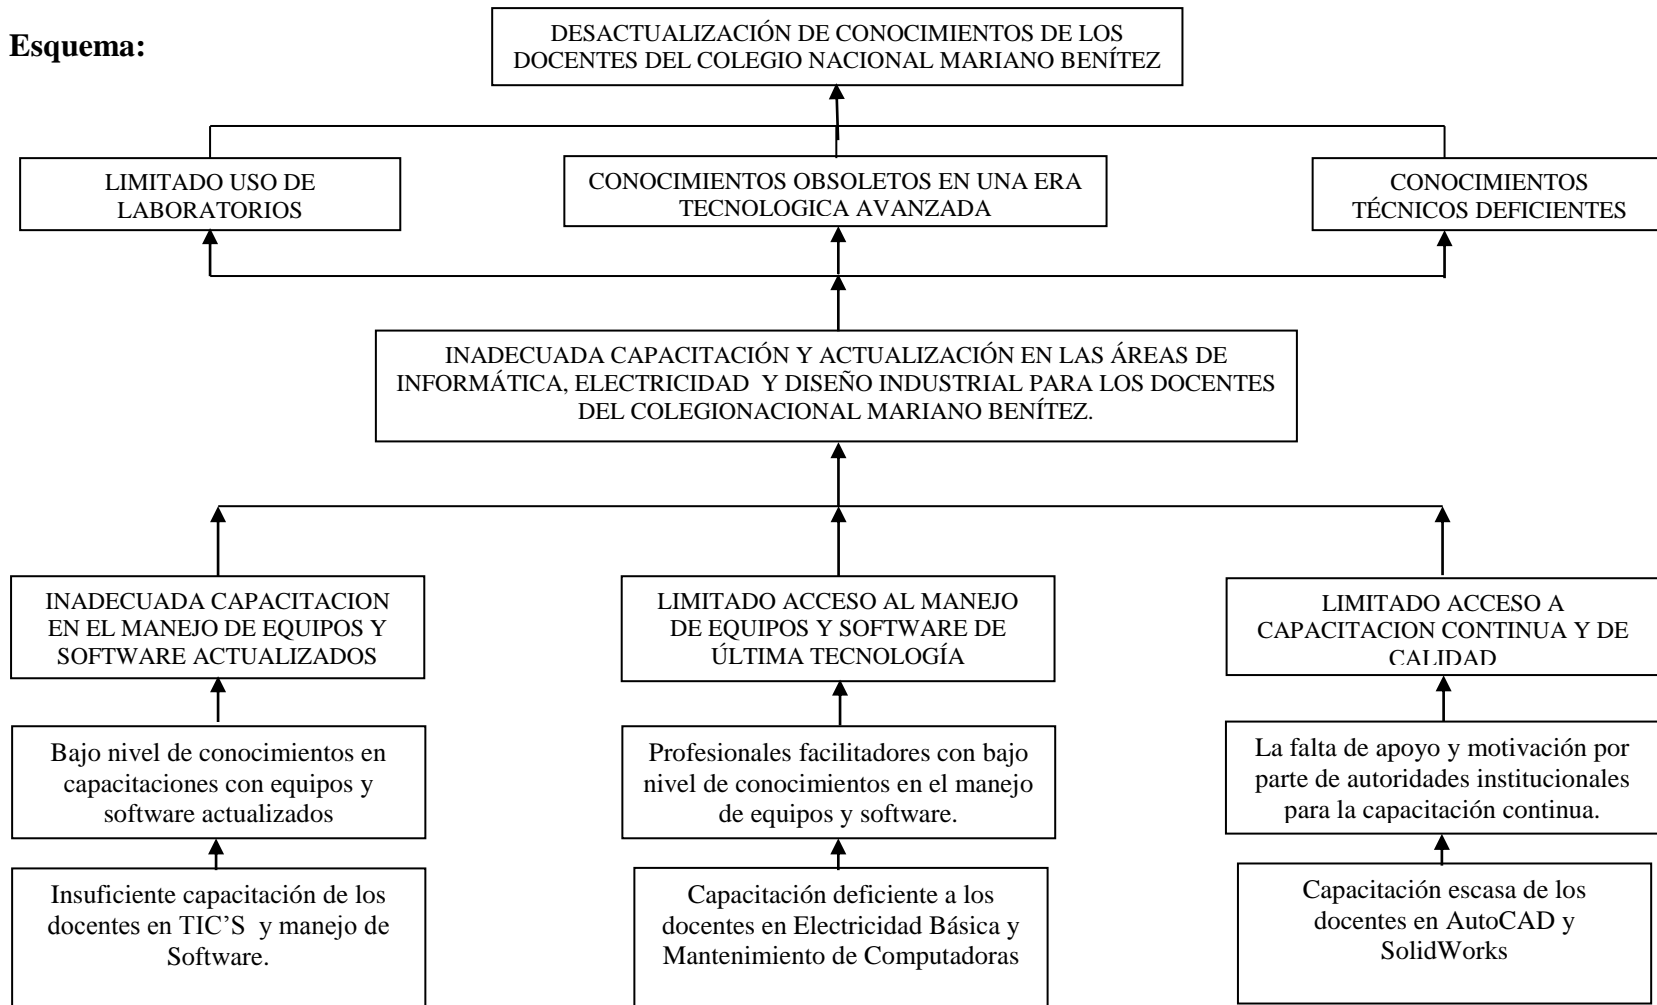 Esquema:
DESACTUALIZACIÓN DE CONOCIMIENTOS DE LOS
DOCENTES DEL COLEGIO NACIONAL MARIANO BENÍTEZ
LIMITADO USO DE
LABORATORIOS
CONOCIMIENTOS OBSOLETOS EN UNA ERA
TECNOLOGICA AVANZADA
CONOCIMIENTOS
TÉCNICOS DEFICIENTES
INADECUADA CAPACITACIÓN Y ACTUALIZACIÓN EN LAS ÁREAS DE
INFORMÁTICA, ELECTRICIDAD Y DISEÑO INDUSTRIAL PARA LOS DOCENTES
DEL COLEGIONACIONAL MARIANO BENÍTEZ.
INADECUADA CAPACITACION
EN EL MANEJO DE EQUIPOS Y
SOFTWARE ACTUALIZADOS
LIMITADO ACCESO AL MANEJO
DE EQUIPOS Y SOFTWARE DE
ÚLTIMA TECNOLOGÍA
LIMITADO ACCESO A
CAPACITACION CONTINUA Y DE
CALIDAD
Bajo nivel de conocimientos en
capacitaciones con equipos y
software actualizados
Profesionales facilitadores con bajo
nivel de conocimientos en el manejo
de equipos y software.
La falta de apoyo y motivación por
parte de autoridades institucionales
para la capacitación continua.
Insuficiente capacitación de los
docentes en TIC’S y manejo de
Software.
Capacitación deficiente a los
docentes en Electricidad Básica y
Mantenimiento de Computadoras
Capacitación escasa de los
docentes en AutoCAD y
SolidWorks